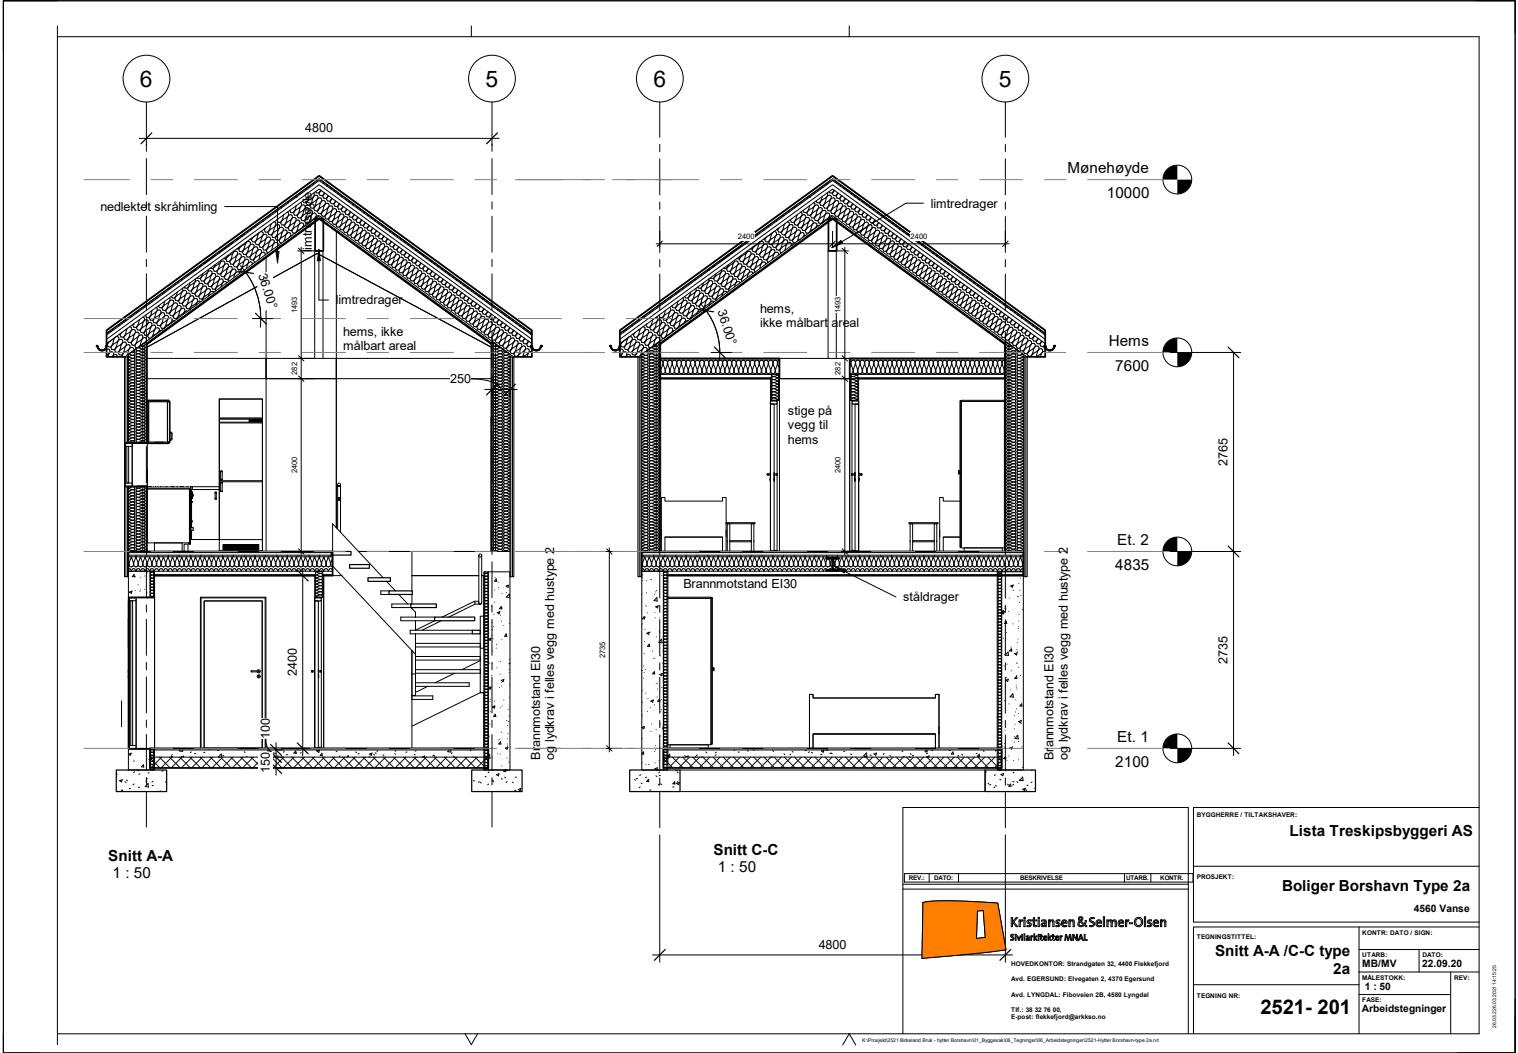 6
5
6
5
4800
Mønehøyde
10000
nedlektet skråhimling
limtredrager
2400
2400
36.00°
1493
limtredrager
hems, ikke
målbart areal
hems,
ikke målbart areal
36.00°
1493
Hems
7600
282
250
282
stige på
vegg til
hems
2400
2400
2765
Et. 2
4835
Brannmotstand EI30
ståldrager
Brannmotstand EI30
og lydkrav i felles vegg med hustype 2
Brannmotstand EI30
og lydkrav i felles vegg med hustype 2
2400
2735
2735
100
150
Et. 1
2100
Snitt A-A
1 : 50
Snitt C-C
1 : 50
4800
REV.: DATO: BESKRIVELSE UTARB. KONTR.
Kristiansen & Selmer-Olsen
Sivilarkitekter MNAL
HOVEDKONTOR: Strandgaten 32, 4400 Flekkefjord
Avd. EGERSUND: Elvegaten 2, 4370 Egersund
Avd. LYNGDAL: Fiboveien 2B, 4580 Lyngdal
Tlf.: 38 32 76 00,
E-post: flekkefjord@arkkso.no
BYGGHERRE / TILTAKSHAVER:
Lista Treskipsbyggeri AS
PROSJEKT:
Boliger Borshavn Type 2a
4560 Vanse
TEGNINGSTITTEL:
Snitt A-A /C-C type
2a
KONTR: DATO / SIGN:
UTARB:
MB/MV
DATO:
22.09.20
MÅLESTOKK:
1 : 50
REV:
TEGNING NR:
2521- 201
FASE:
Arbeidstegninger